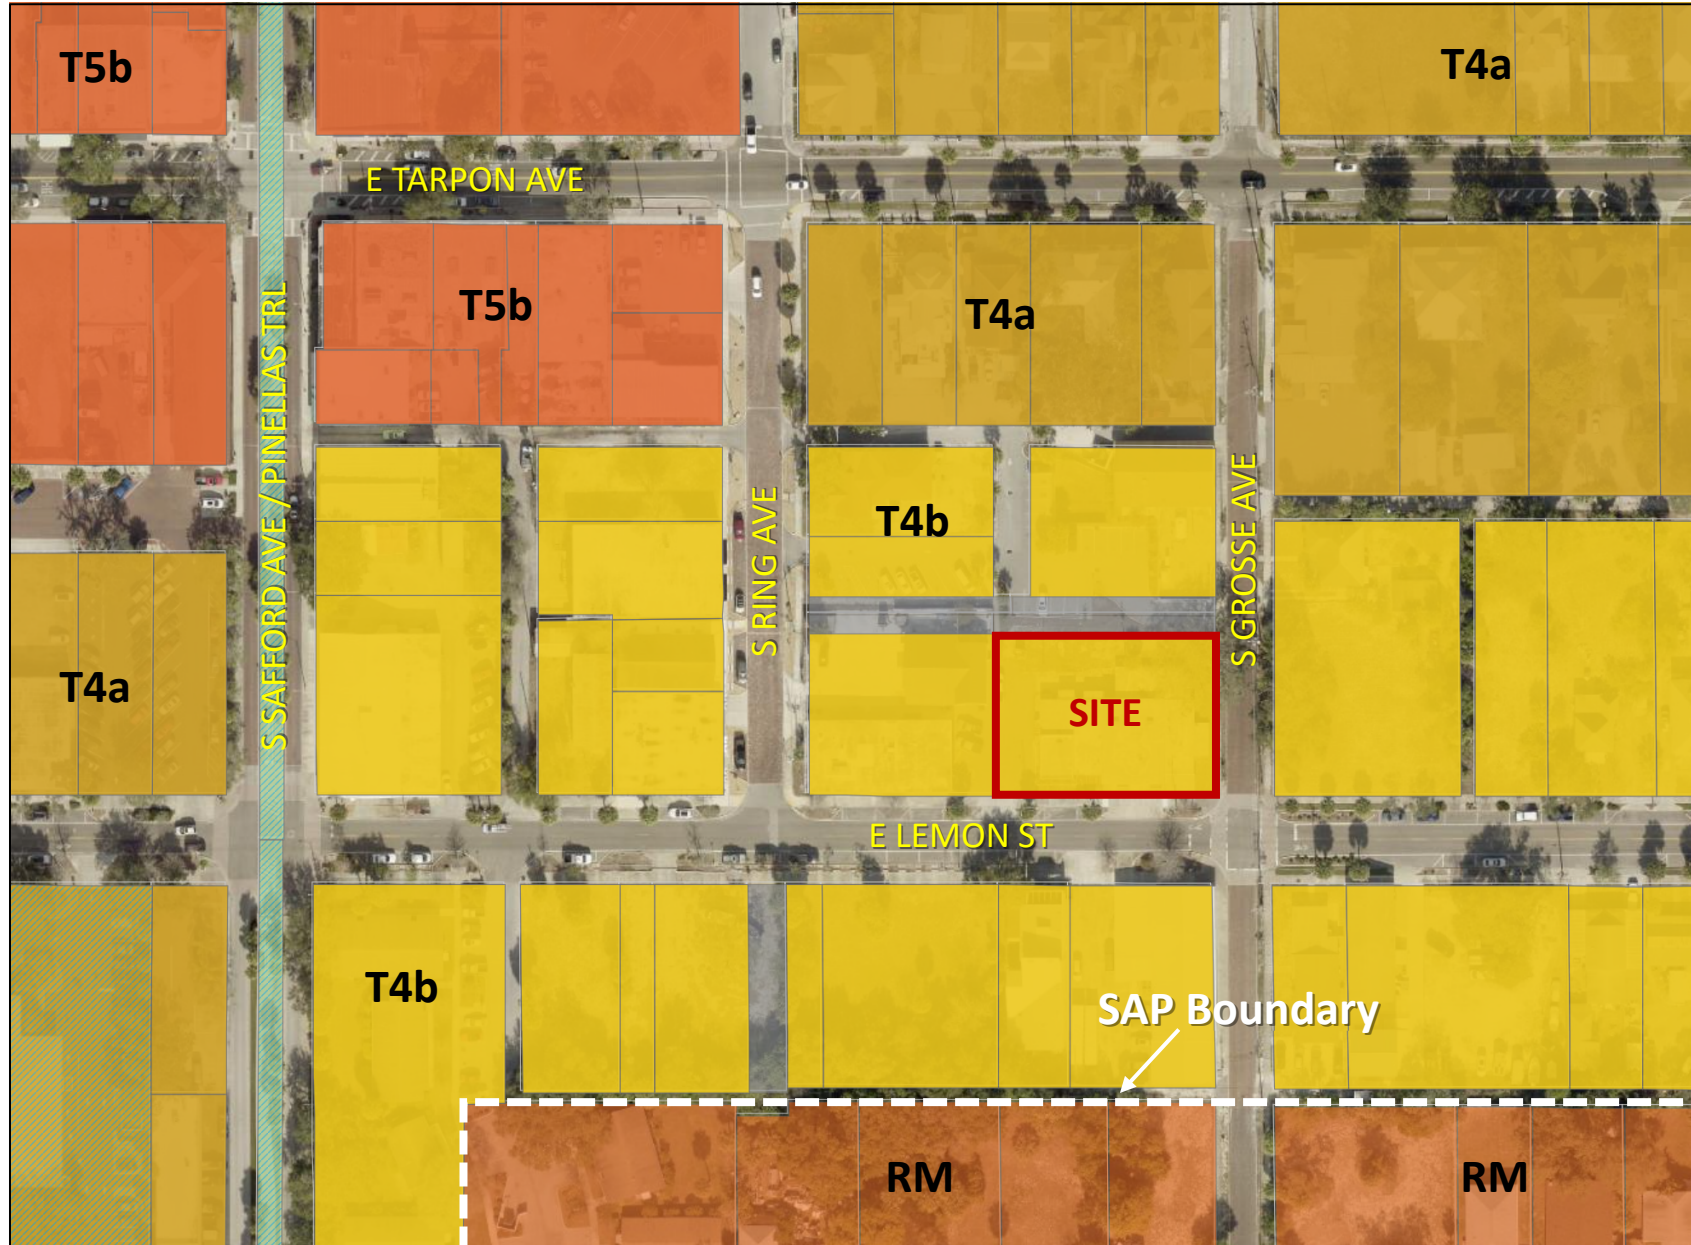 T5b
T4a
E TARPON AVE
T5b
T4a
S SAFFORD AVE / PINELLAS TRL
S RING AVE
T4b
S GROSSE AVE
T4a
SITE
E LEMON ST
T4b
SAP Boundary
RM
RM